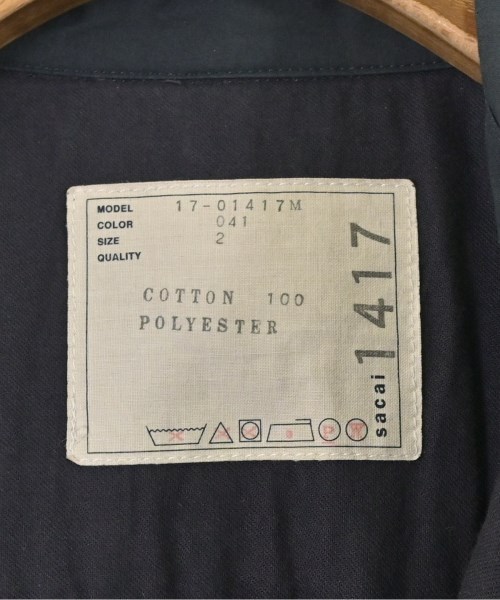 MODEL 17-01417M
COLOR 041
SIZE 2
QUALITY
COTTON 100
POLYESTER
sacai 1417
P W